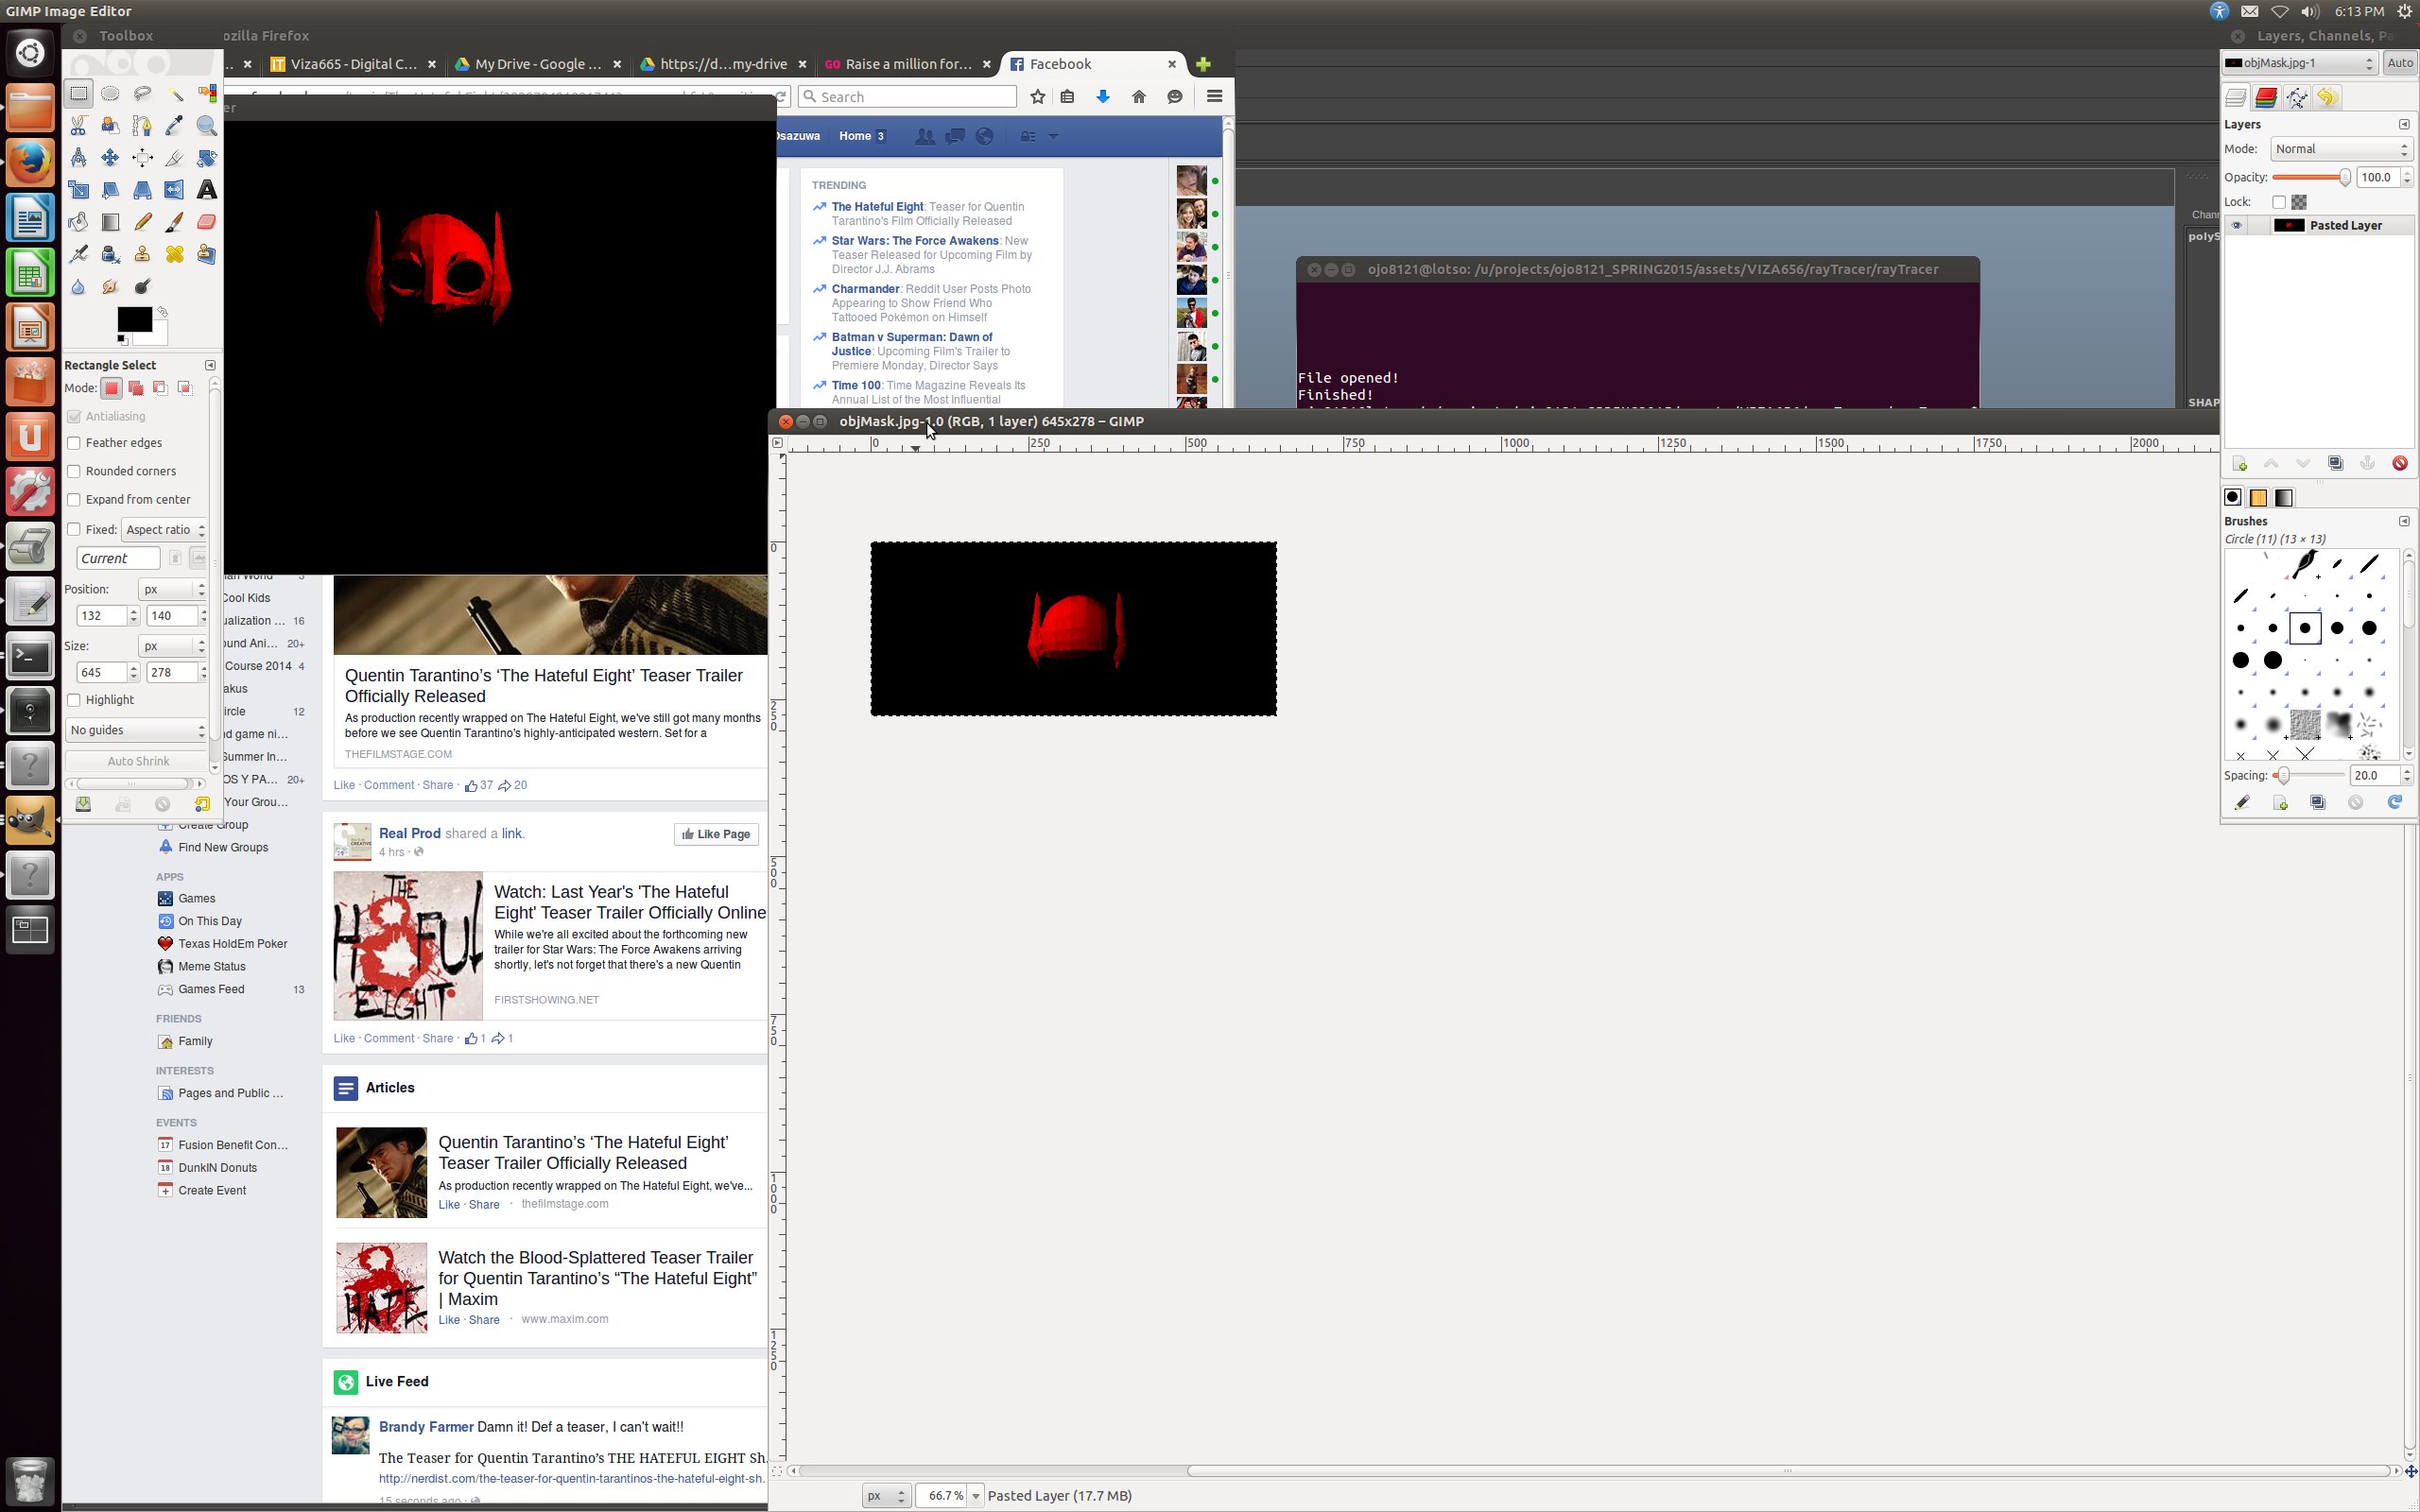 GIMP Image Editor
6:13 PM
Toolbox
ozilla Firefox
Layers, Channels, Pa
Viza665 - Digital C...
My Drive - Google ...
https://d...my-drive
GO Raise a million for...
Facebook
Search
er
Osazuwa
Home 3
TRENDING
The Hateful Eight: Teaser for Quentin
Tarantino's Film Officially Released
Star Wars: The Force Awakens: New
Teaser Released for Upcoming Film by
Director J.J. Abrams
Charmander: Reddit User Posts Photo
Appearing to Show Friend Who
Tattooed Pokémon on Himself
Batman v Superman: Dawn of
Justice: Upcoming Film's Trailer to
Premiere Monday, Director Says
Time 100: Time Magazine Reveals Its
Annual List of the Most Influential
ojo8121@lotso: /u/projects/ojo8121_SPRING2015/assets/VIZA656/rayTracer/rayTracer
File opened!
Finished!
Chann
polyS
SHAP
objMask.jpg-1
Auto
Layers
Mode: Normal
Opacity: 100.0
Lock:
Pasted Layer
Brushes
Circle (11) (13 × 13)
Spacing: 20.0
Rectangle Select
Mode:
Antialiasing
Feather edges
Rounded corners
Expand from center
Fixed: Aspect ratio
Current
Position: px
132 140
Size: px
645 278
Highlight
No guides
Auto Shrink
objMask.jpg-1.0 (RGB, 1 layer) 645x278 – GIMP
0 250 500 750 1000 1250 1500 1750 2000
0
250
500
750
1000
1250
px 66.7 % Pasted Layer (17.7 MB)
Cool Kids
ualization ... 16
ound Ani... 20+
Course 2014 4
akus
ircle 12
d game ni...
Summer In...
OS Y PA... 20+
Your Grou...
Create Group
Find New Groups
APPS
Games
On This Day
Texas HoldEm Poker
Meme Status
Games Feed 13
FRIENDS
Family
INTERESTS
Pages and Public ...
EVENTS
17 Fusion Benefit Con...
18 DunkIN Donuts
Create Event
Quentin Tarantino’s ‘The Hateful Eight’ Teaser Trailer
Officially Released
As production recently wrapped on The Hateful Eight, we've still got many months
before we see Quentin Tarantino's highly-anticipated western. Set for a
THEFILMSTAGE.COM
Like · Comment · Share · 37 20
Real Prod shared a link.
4 hrs ·
Like Page
THE
HATEFUL
EIGHT
Watch: Last Year's 'The Hateful
Eight' Teaser Trailer Officially Online
While we're all excited about the forthcoming new
trailer for Star Wars: The Force Awakens arriving
shortly, let's not forget that there's a new Quentin
FIRSTSHOWING.NET
Like · Comment · Share · 1 1
Articles
Quentin Tarantino’s ‘The Hateful Eight’
Teaser Trailer Officially Released
As production recently wrapped on The Hateful Eight, we've...
Like · Share · thefilmstage.com
HATE
Watch the Blood-Splattered Teaser Trailer
for Quentin Tarantino’s “The Hateful Eight”
| Maxim
Like · Share · www.maxim.com
Live Feed
Brandy Farmer Damn it! Def a teaser, I can't wait!!
The Teaser for Quentin Tarantino's THE HATEFUL EIGHT Sh.
http://nerdist.com/the-teaser-for-quentin-tarantinos-the-hateful-eight-sh.
15 seconds ago ·